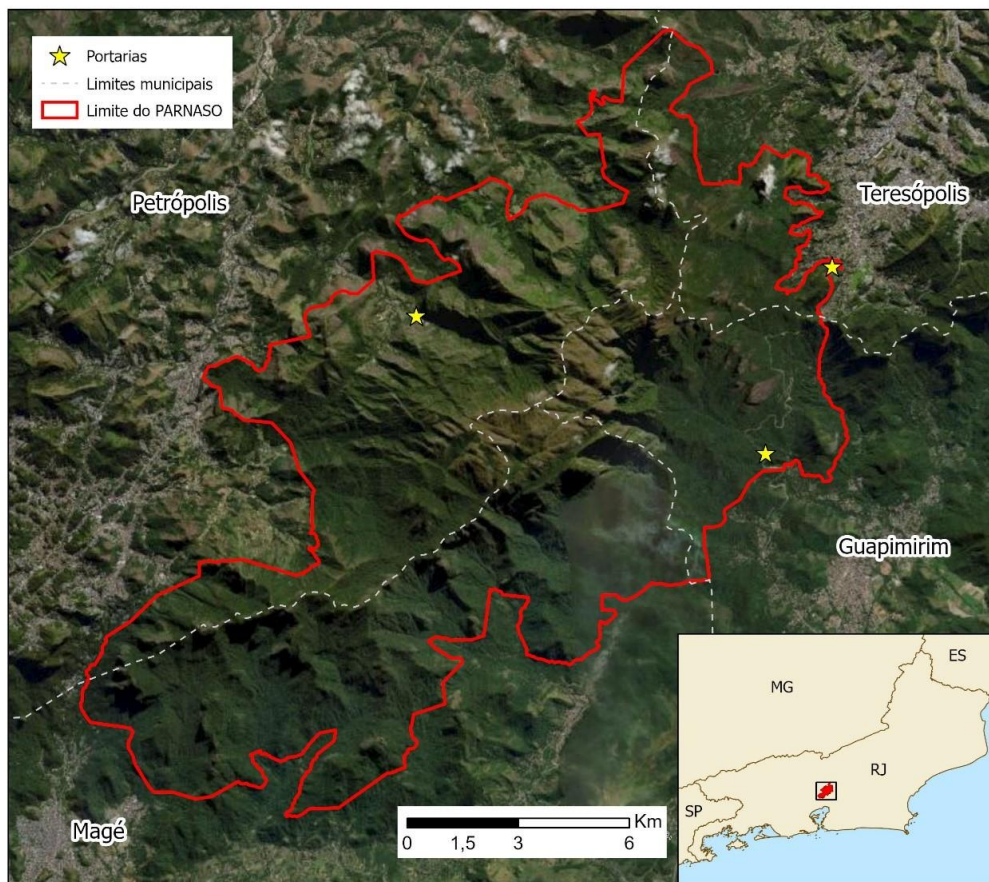 Portarias
Limites municipais
Limite do PARNASO
Petrópolis
Teresópolis
Guapimirim
Magé
Km
0
1,5
3
6
MG
ES
RJ
SP